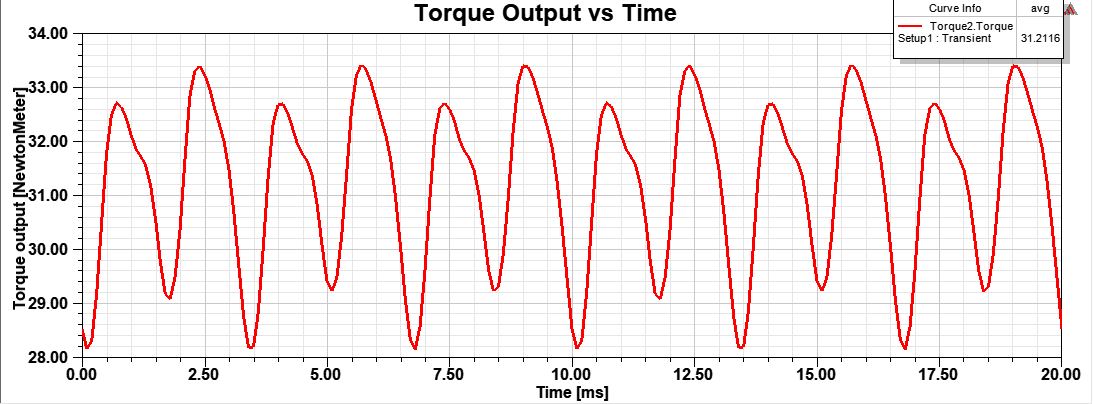 Torque Output vs Time
Curve Info avg
Torque2.Torque
Setup1 : Transient 31.2116
34.00
33.00
32.00
31.00
30.00
29.00
28.00
Torque output [NewtonMeter]
0.00 2.50 5.00 7.50 10.00 12.50 15.00 17.50 20.00
Time [ms]